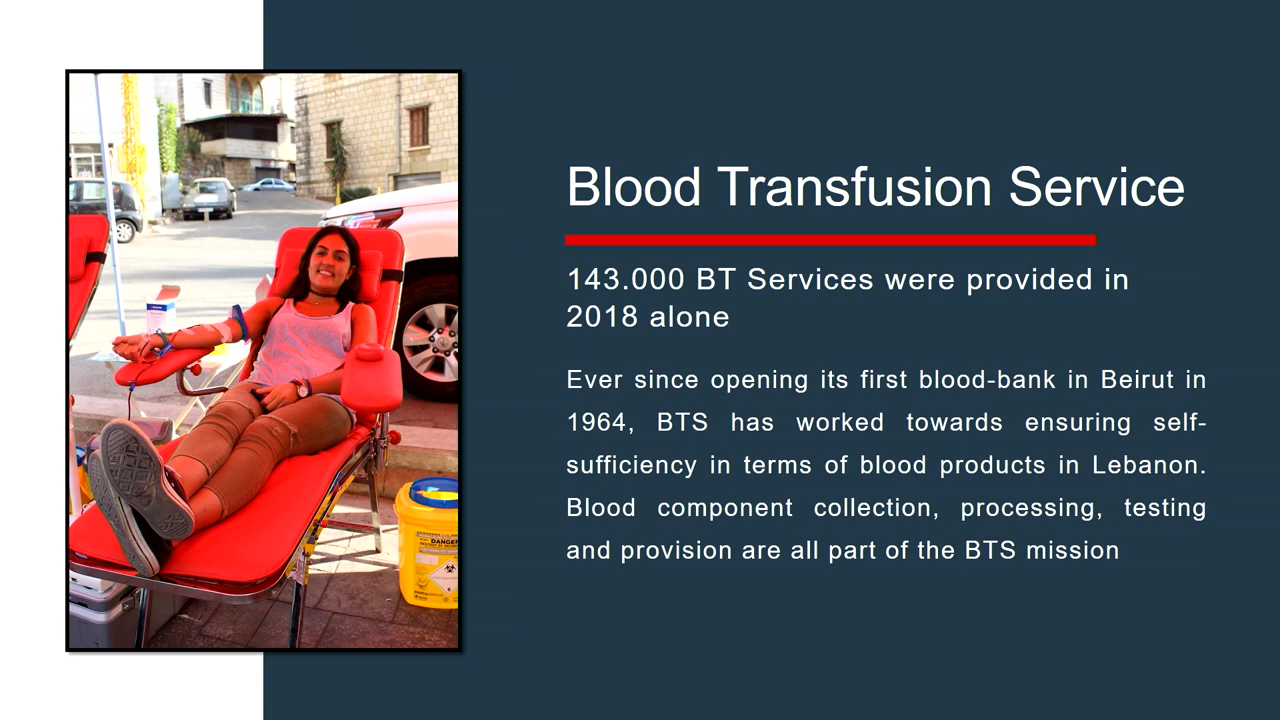 Blood Transfusion Service
143.000 BT Services were provided in
2018 alone
Ever since opening its first blood-bank in Beirut in
1964, BTS has worked towards ensuring self-
sufficiency in terms of blood products in Lebanon.
Blood component collection, processing, testing
and provision are all part of the BTS mission
DANGER